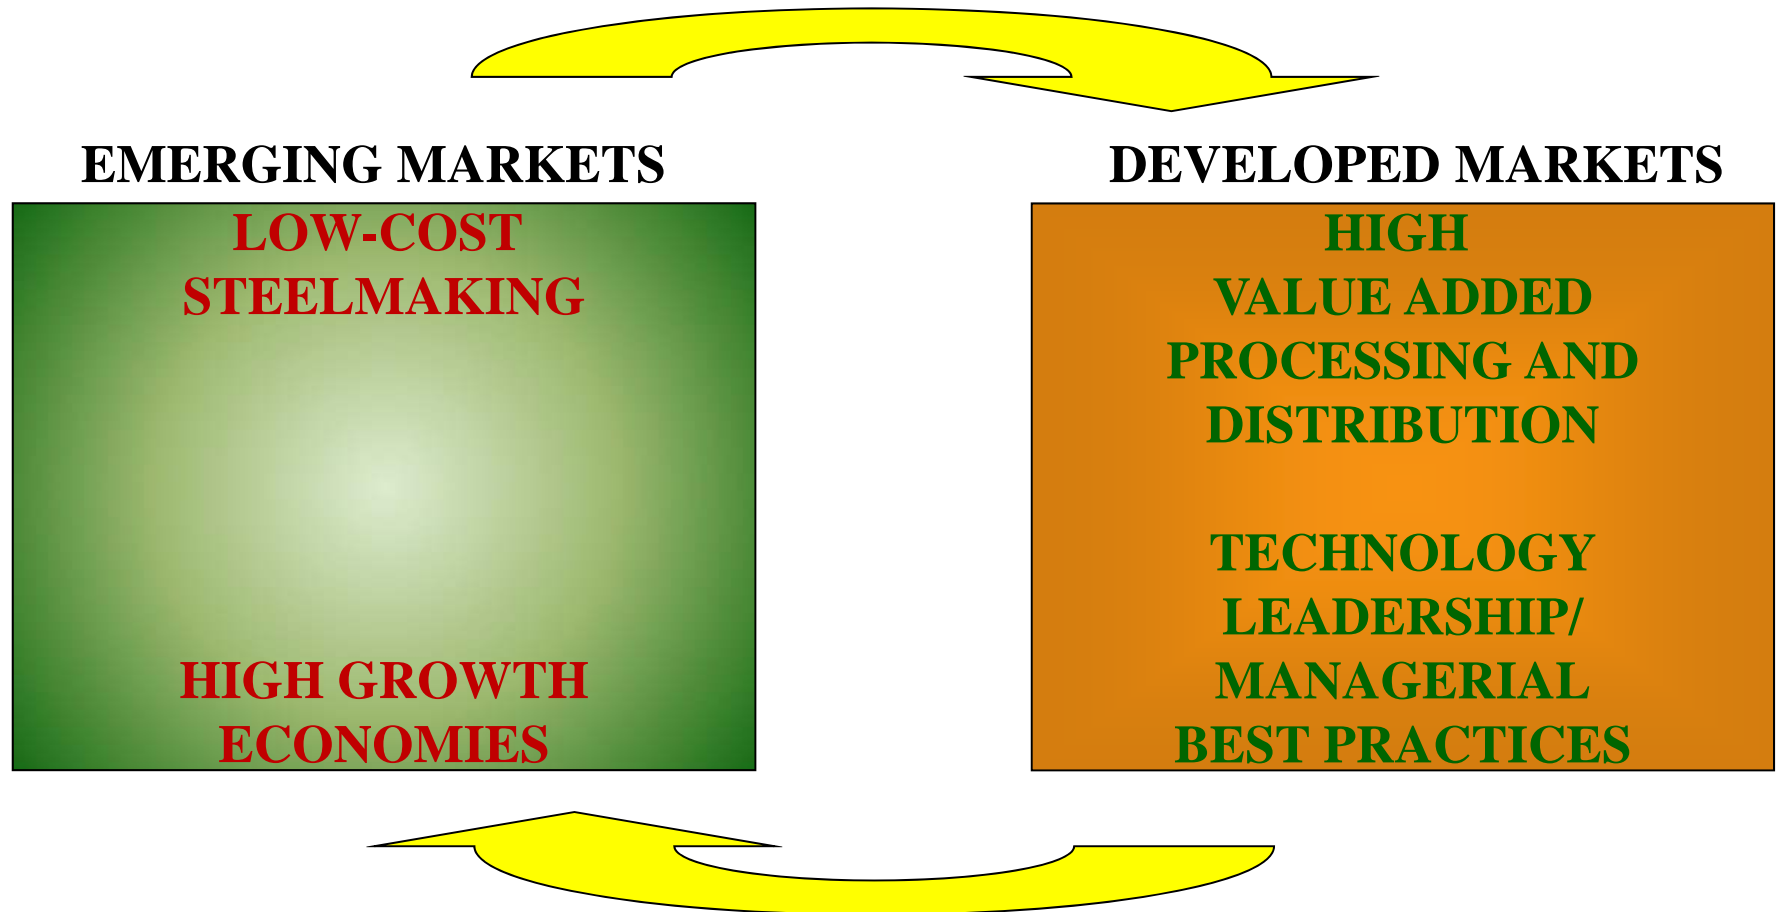 EMERGING MARKETS
LOW-COST
STEELMAKING
HIGH GROWTH
ECONOMIES
DEVELOPED MARKETS
HIGH
VALUE ADDED
PROCESSING AND
DISTRIBUTION
TECHNOLOGY
LEADERSHIP/
MANAGERIAL
BEST PRACTICES